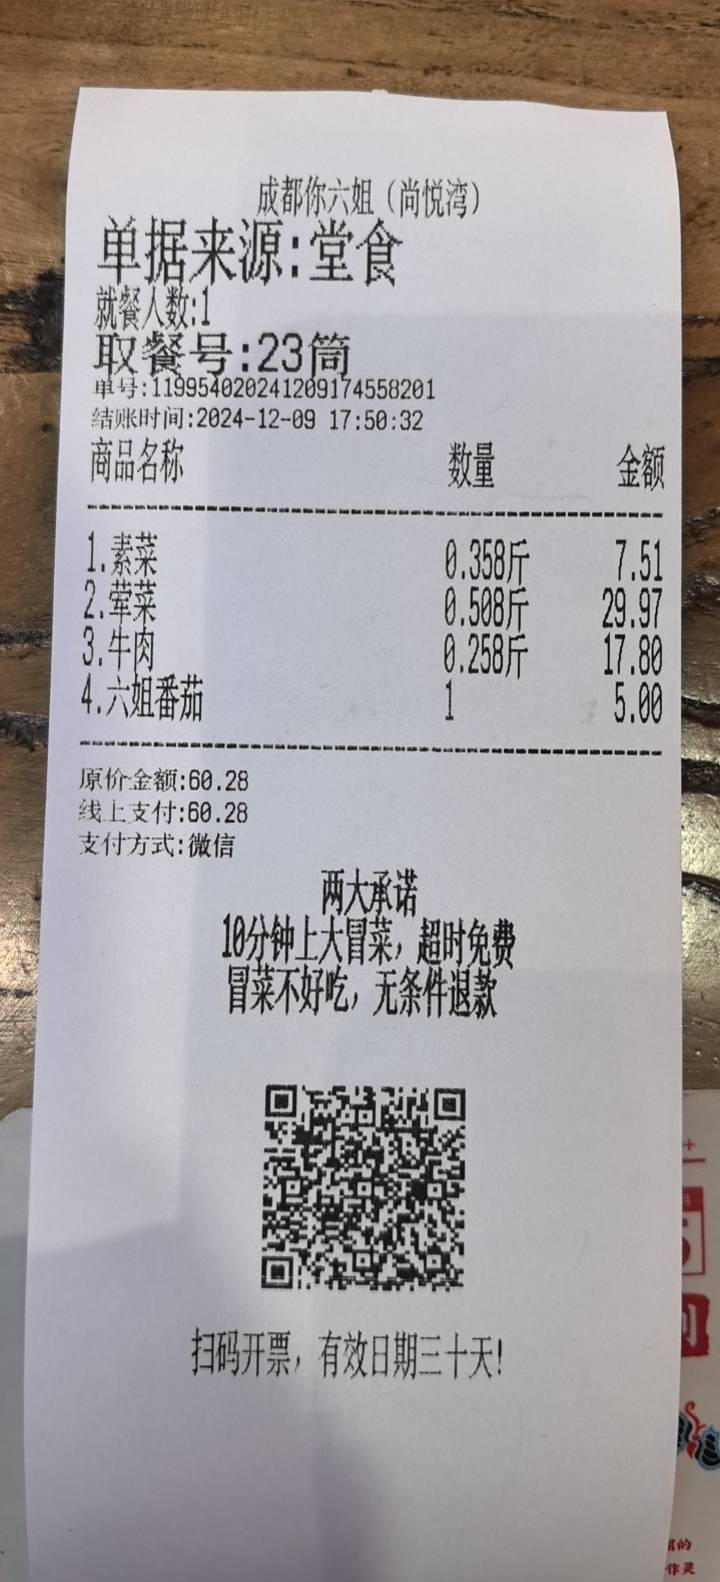 成都你六姐（尚悦湾）
单据来源:堂食
就餐人数:1
取餐号:23筒
单号:119954020241209174558201
结账时间:2024-12-09 17:50:32
商品名称 数量 金额
1.素菜 0.358斤 7.51
2.荤菜 0.508斤 29.97
3.牛肉 0.258斤 17.80
4.六姐番茄 1 5.00
原价金额:60.28
线上支付:60.28
支付方式:微信
两大承诺
10分钟上大冒菜，超时免费
冒菜不好吃，无条件退款
扫码开票，有效日期三十天!